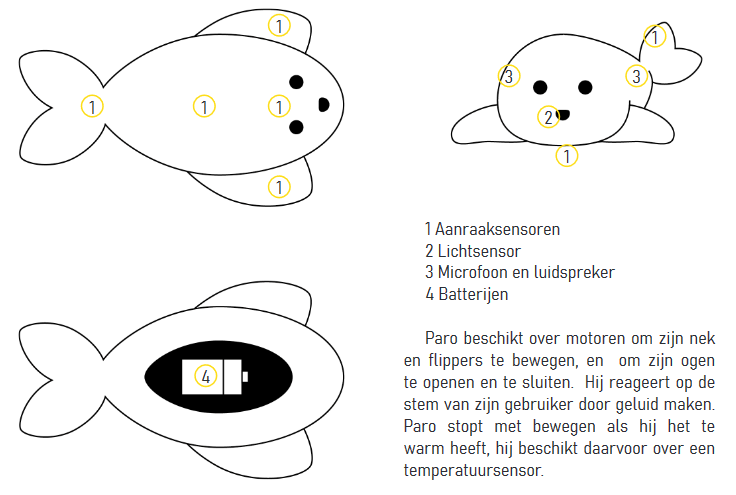 1
1
1
1
1
1
3
3
2
1
1 Aanraaksensoren
2 Lichtsensor
3 Microfoon en luidspreker
4 Batterijen
4
Paro beschikt over motoren om zijn nek
en flippers te bewegen, en om zijn ogen
te openen en te sluiten. Hij reageert op de
stem van zijn gebruiker door geluid maken.
Paro stopt met bewegen als hij het te
warm heeft, hij beschikt daarvoor over een
temperatuursensor.